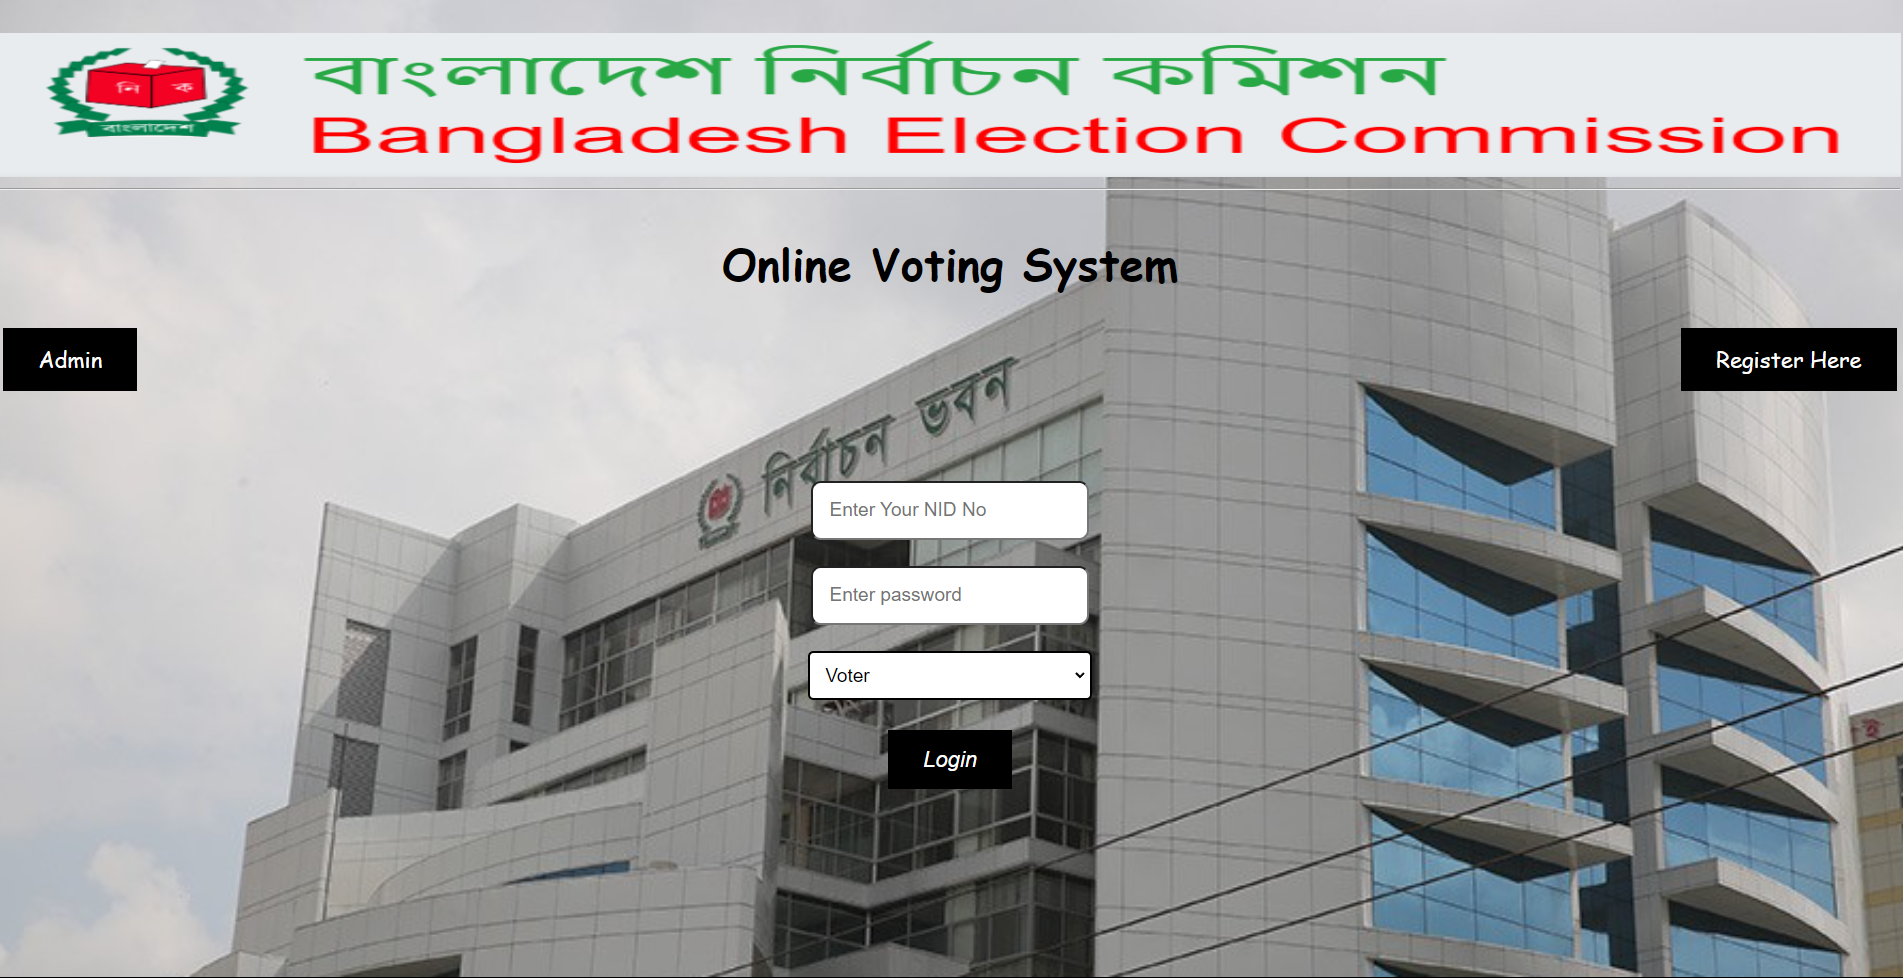 বাংলাদেশ নির্বাচন কমিশন
নি ক
বাংলাদেশ
Bangladesh Election Commission
Online Voting System
Admin
Register Here
নির্বাচন ভবন
Enter Your NID No
Enter password
Voter
Login